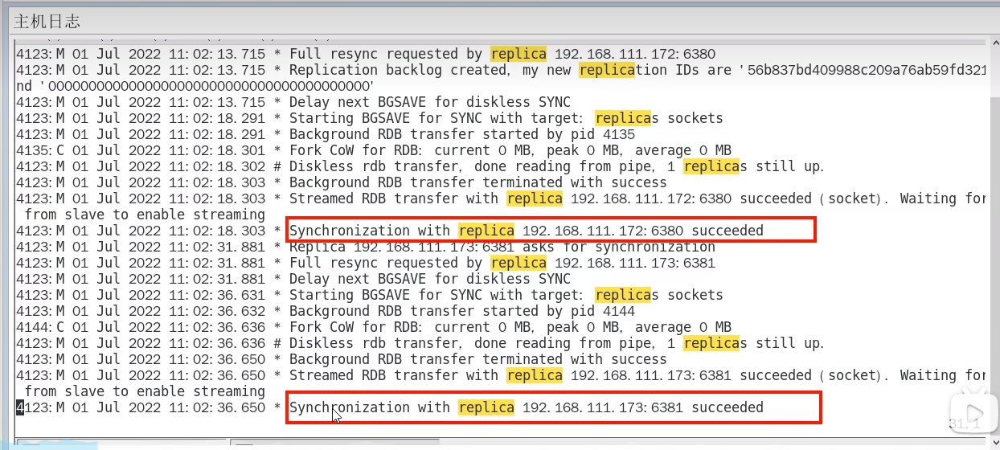 主机日志
4123:M 01 Jul 2022 11:02:13.715 * Full resync requested by replica 192.168.111.172:6380
4123:M 01 Jul 2022 11:02:13.715 * Replication backlog created, my new replication IDs are '56b837bd409988c209a76ab59fd321
nd '0000000000000000000000000000000000000000'
4123:M 01 Jul 2022 11:02:13.715 * Delay next BGSAVE for diskless SYNC
4123:M 01 Jul 2022 11:02:18.291 * Starting BGSAVE for SYNC with target: replicas sockets
4123:M 01 Jul 2022 11:02:18.291 * Background RDB transfer started by pid 4135
4135:C 01 Jul 2022 11:02:18.301 * Fork CoW for RDB: current 0 MB, peak 0 MB, average 0 MB
4123:M 01 Jul 2022 11:02:18.302 # Diskless rdb transfer, done reading from pipe, 1 replicas still up.
4123:M 01 Jul 2022 11:02:18.303 * Background RDB transfer terminated with success
4123:M 01 Jul 2022 11:02:18.303 * Streamed RDB transfer with replica 192.168.111.172:6380 succeeded (socket). Waiting for
from slave to enable streaming
4123:M 01 Jul 2022 11:02:18.303 * Synchronization with replica 192.168.111.172:6380 succeeded
4123:M 01 Jul 2022 11:02:31.881 * Replica 192.168.111.173:6381 asks for synchronization
4123:M 01 Jul 2022 11:02:31.881 * Full resync requested by replica 192.168.111.173:6381
4123:M 01 Jul 2022 11:02:31.881 * Delay next BGSAVE for diskless SYNC
4123:M 01 Jul 2022 11:02:36.631 * Starting BGSAVE for SYNC with target: replicas sockets
4123:M 01 Jul 2022 11:02:36.632 * Background RDB transfer started by pid 4144
4144:C 01 Jul 2022 11:02:36.636 * Fork CoW for RDB: current 0 MB, peak 0 MB, average 0 MB
4123:M 01 Jul 2022 11:02:36.636 # Diskless rdb transfer, done reading from pipe, 1 replicas still up.
4123:M 01 Jul 2022 11:02:36.650 * Background RDB transfer terminated with success
4123:M 01 Jul 2022 11:02:36.650 * Streamed RDB transfer with replica 192.168.111.173:6381 succeeded (socket). Waiting for
from slave to enable streaming
4123:M 01 Jul 2022 11:02:36.650 * Synchronization with replica 192.168.111.173:6381 succeeded
31,1